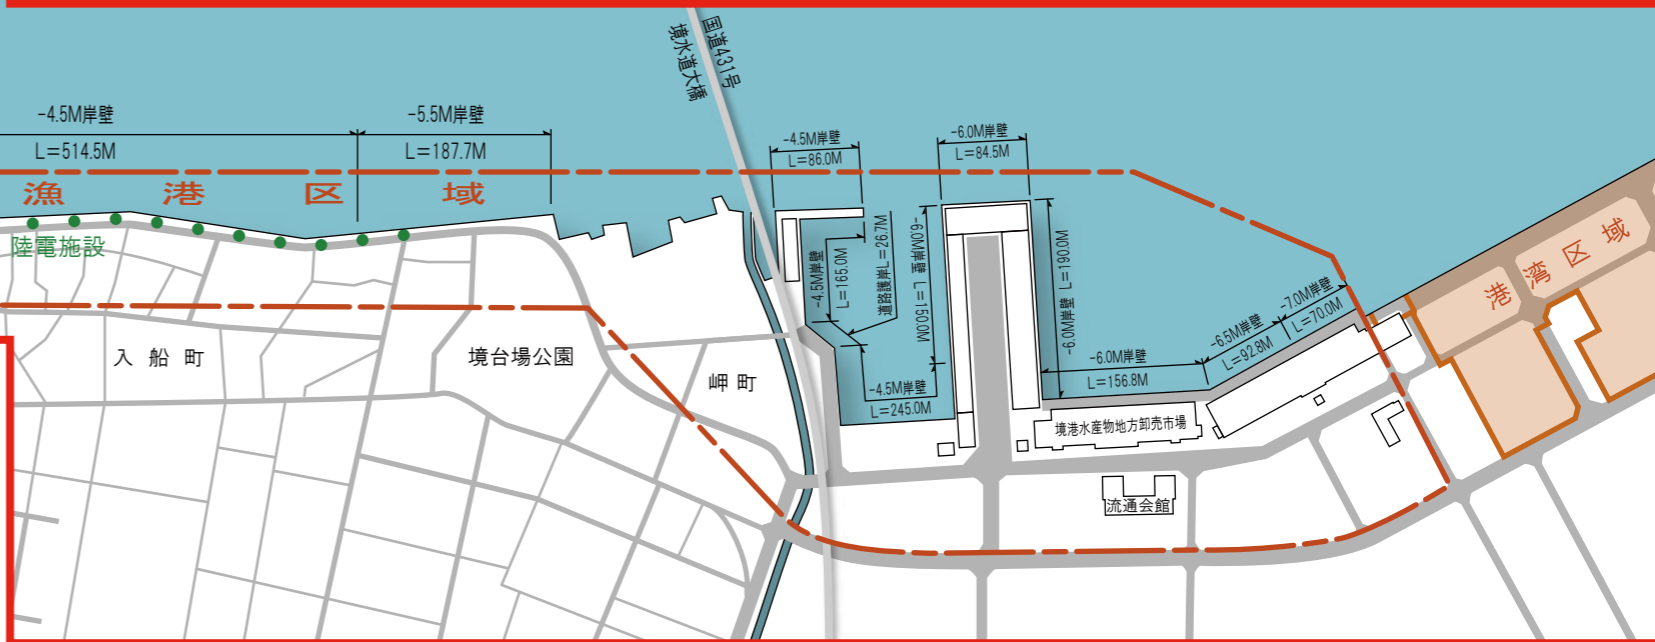 国道431号
境水道大橋
-4.5M岸壁
L=514.5M
-5.5M岸壁
L=187.7M
-4.5M岸壁
L=86.0M
-6.0M岸壁
L=84.5M
漁港区域
陸電施設
-4.5M岸壁
L=165.0M
道路護岸L=26.7M
-6.0M岸壁 L=150.0M
-6.0M岸壁 L=190.0M
港湾区域
-7.0M岸壁
L=70.0M
-6.5M岸壁
L=92.8M
-6.0M岸壁
L=156.8M
-4.5M岸壁
L=245.0M
入船町
境台場公園
岬町
境港水産物地方卸売市場
流通会館